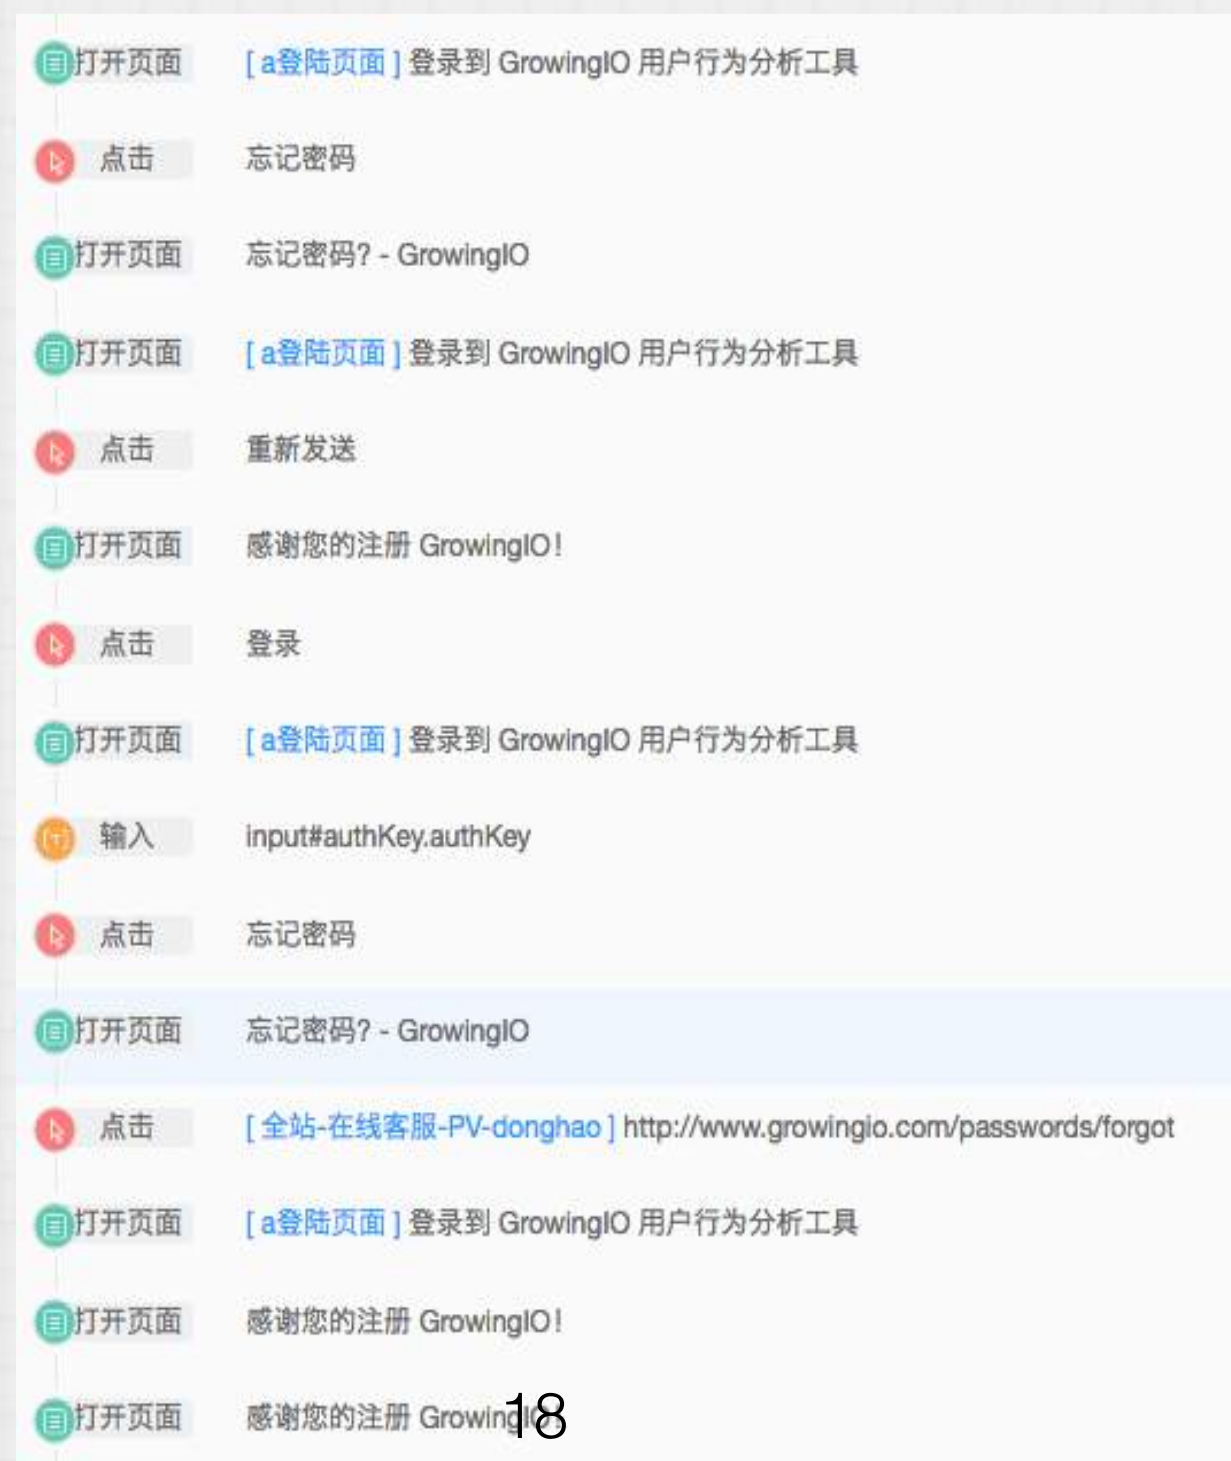 打开页面 [ a登陆页面 ] 登录到 GrowingIO 用户行为分析工具
点击 忘记密码
打开页面 忘记密码? - GrowingIO
打开页面 [ a登陆页面 ] 登录到 GrowingIO 用户行为分析工具
点击 重新发送
打开页面 感谢您的注册 GrowingIO!
点击 登录
打开页面 [ a登陆页面 ] 登录到 GrowingIO 用户行为分析工具
输入 input#authKey.authKey
点击 忘记密码
打开页面 忘记密码? - GrowingIO
点击 [ 全站-在线客服-PV-donghao ] http://www.growingio.com/passwords/forgot
打开页面 [ a登陆页面 ] 登录到 GrowingIO 用户行为分析工具
打开页面 感谢您的注册 GrowingIO!
打开页面 感谢您的注册 GrowingIO!
18